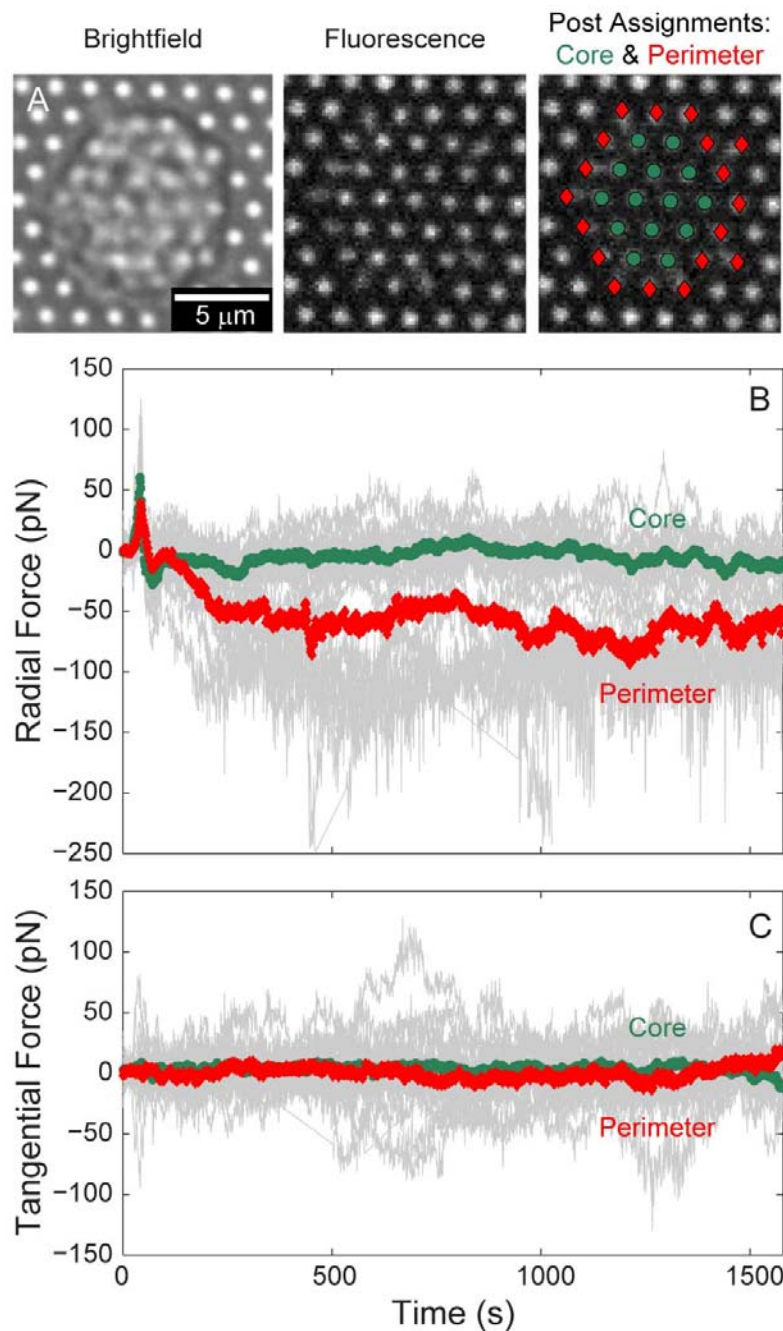 Brightfield
Fluorescence
Post Assignments:
Core & Perimeter
A
5 μm
B
Radial Force (pN)
150
100
50
0
−50
−100
−150
−200
−250
Core
Perimeter
C
Tangential Force (pN)
150
100
50
0
−50
−100
−150
Core
Perimeter
0
500
1000
1500
Time (s)